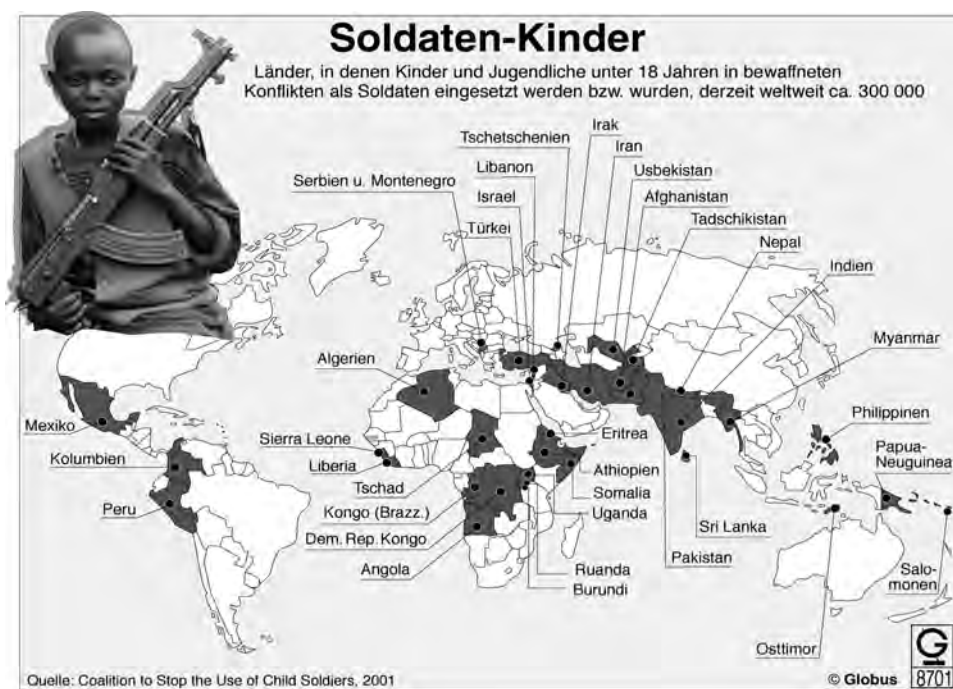 Soldaten-Kinder
Länder, in denen Kinder und Jugendliche unter 18 Jahren in bewaffneten
Konflikten als Soldaten eingesetzt werden bzw. wurden, derzeit weltweit ca. 300 000
Irak
Tschetschenien
Iran
Libanon
Usbekistan
Serbien u. Montenegro
Israel
Afghanistan
Türkei
Tadschikistan
Nepal
Indien
Myanmar
Algerien
Philippinen
Mexiko
Sierra Leone
Eritrea
Papua-
Neuguinea
Kolumbien
Liberia
Athiopien
Tschad
Somalia
Peru
Kongo (Brazz.)
Uganda
Sri Lanka
Dem. Rep. Kongo
Pakistan
Angola
Ruanda
Salo-
monen
Burundi
Osttimor
G
Quelle: Coalition to Stop the Use of Child Soldiers, 2001
© Globus
8701